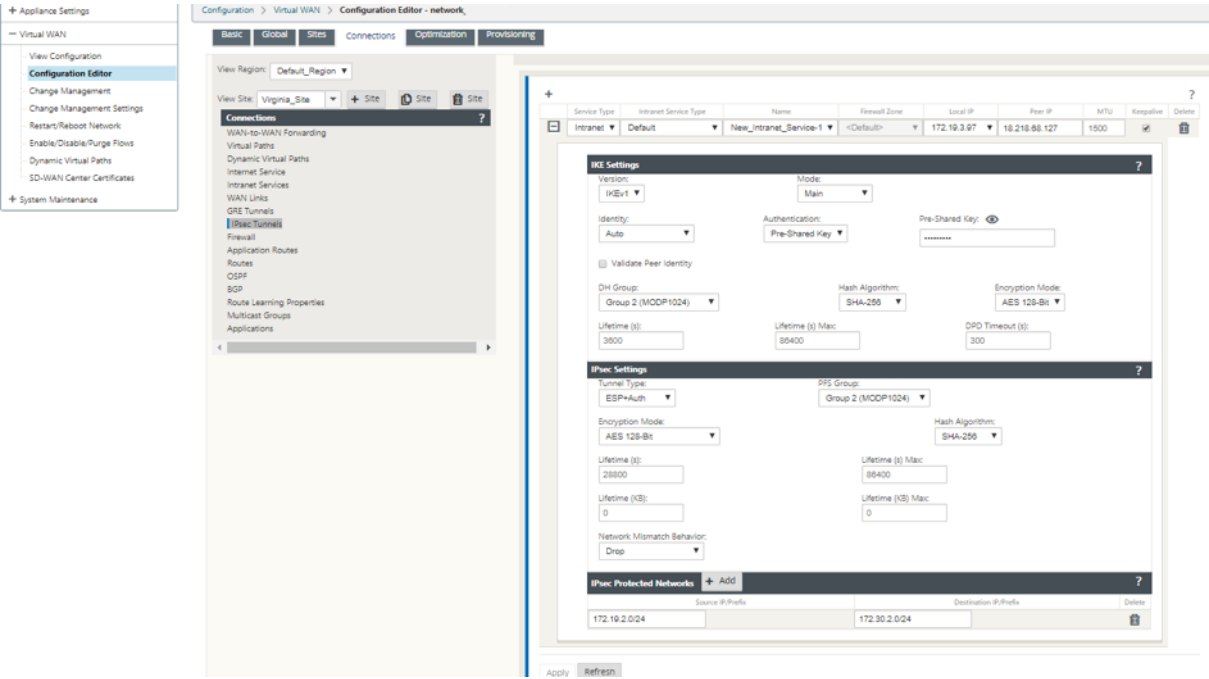 + Appliance Settings
− Virtual WAN
View Configuration
Configuration Editor
Change Management
Change Management Settings
Restart/Reboot Network
Enable/Disable/Purge Flows
Dynamic Virtual Paths
SD-WAN Center Certificates
+ System Maintenance
Configuration > Virtual WAN > Configuration Editor - network
Basic Global Sites Connections Optimization Provisioning
View Region: Default_Region ▼
View Site: Virginia_Site ▼ + Site Site Site
Connections ?
WAN-to-WAN Forwarding
Virtual Paths
Dynamic Virtual Paths
Internet Service
Intranet Services
WAN Links
GRE Tunnels
IPsec Tunnels
Firewall
Application Routes
Routes
OSPF
BGP
Route Learning Properties
Multicast Groups
Applications
?
+
Service Type Intranet Service Type Name Firewall Zone Local IP Peer IP MTU Keepalive Delete
Intranet ▼ Default ▼ New_Intranet_Service-1 ▼ <Default> ▼ 172.19.3.97 ▼ 18.218.68.127 1500
IKE Settings ?
Version: Mode:
IKEv1 ▼ Main ▼
Identity: Authentication: Pre-Shared Key:
Auto ▼ Pre-Shared Key ▼ ·········
Validate Peer Identity
DH Group: Hash Algorithm: Encryption Mode:
Group 2 (MODP1024) ▼ SHA-256 ▼ AES 128-Bit ▼
Lifetime (s): Lifetime (s) Max: DPD Timeout (s):
3600 86400 300
IPsec Settings ?
Tunnel Type: PFS Group:
ESP+Auth ▼ Group 2 (MODP1024) ▼
Encryption Mode: Hash Algorithm:
AES 128-Bit ▼ SHA-256 ▼
Lifetime (s): Lifetime (s) Max:
28800 86400
Lifetime (KB): Lifetime (KB) Max:
0 0
Network Mismatch Behavior:
Drop ▼
IPsec Protected Networks + Add ?
Source IP/Prefix Destination IP/Prefix Delete
172.19.2.0/24 172.30.2.0/24
Apply Refresh